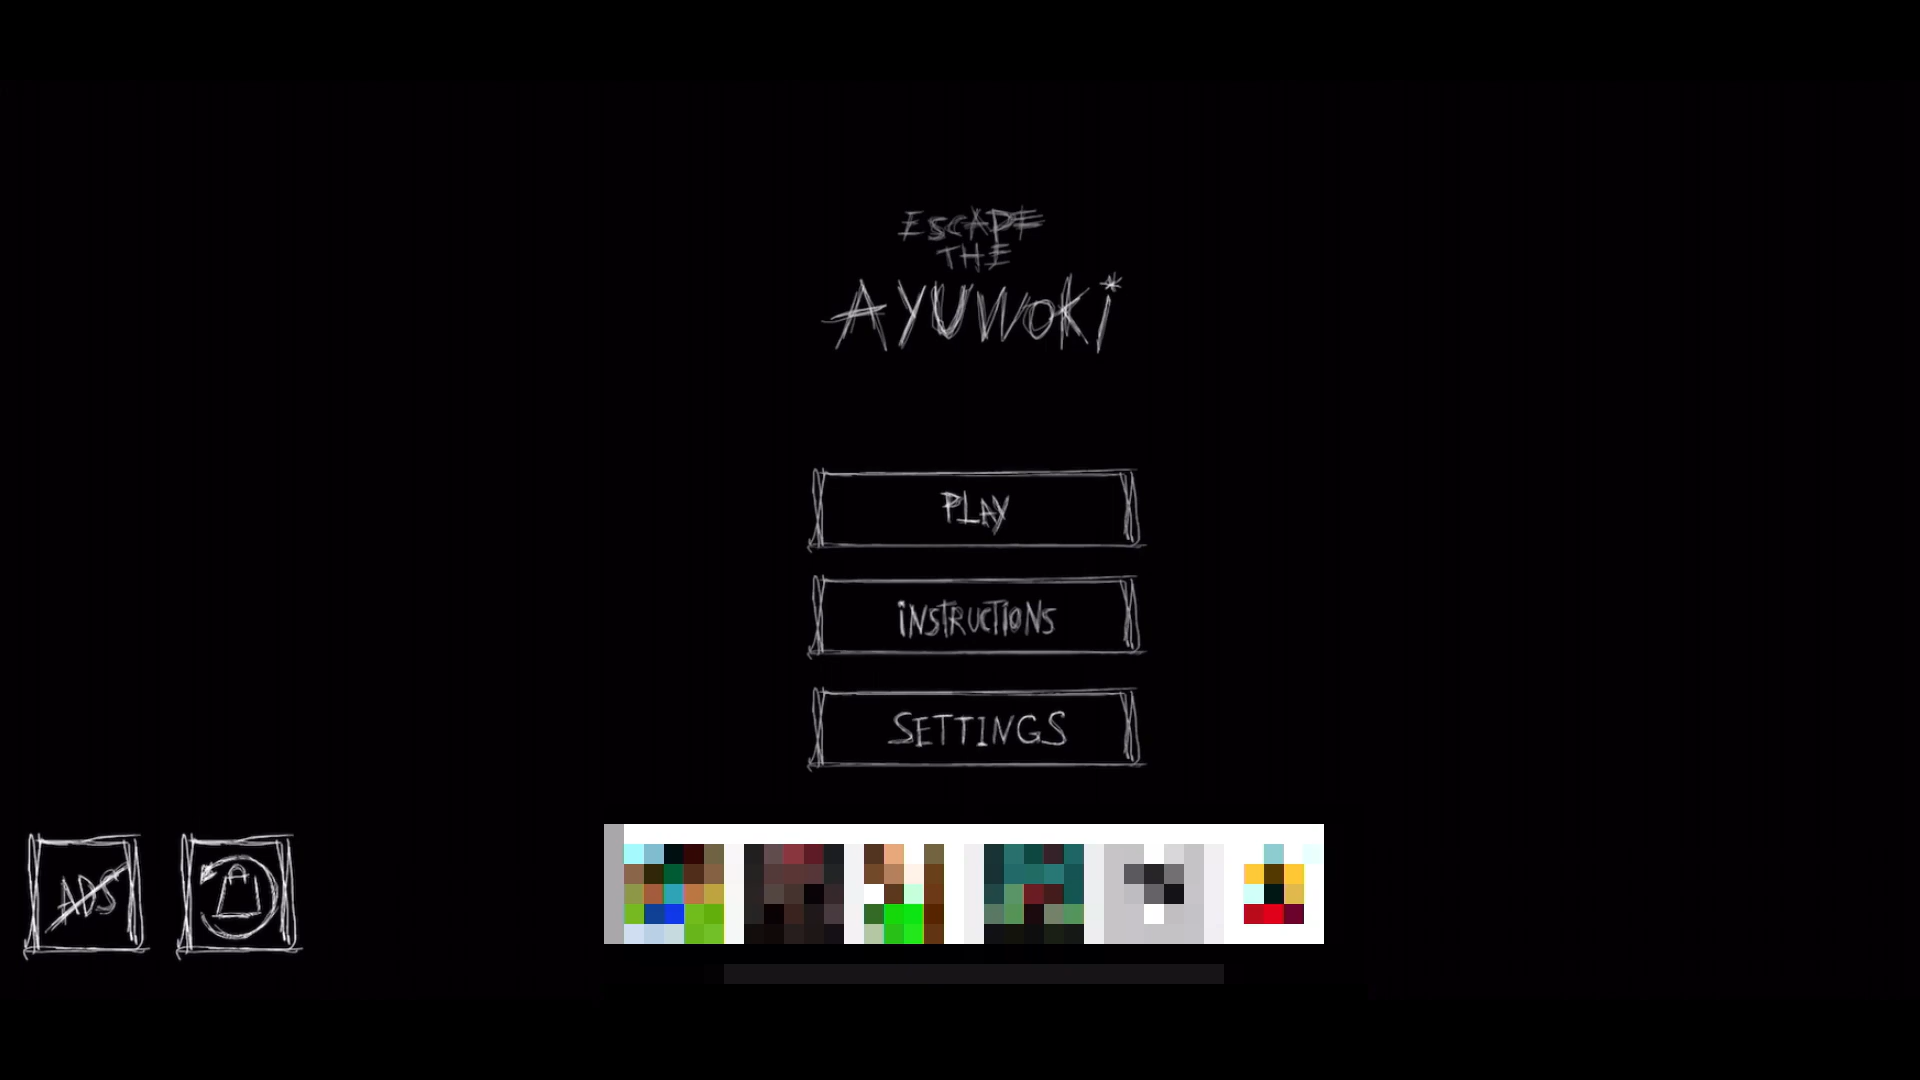 ESCAPE
THE
AYUWOKi
PLAY
iNSTRUCTIONS
SETTINGS
ADS